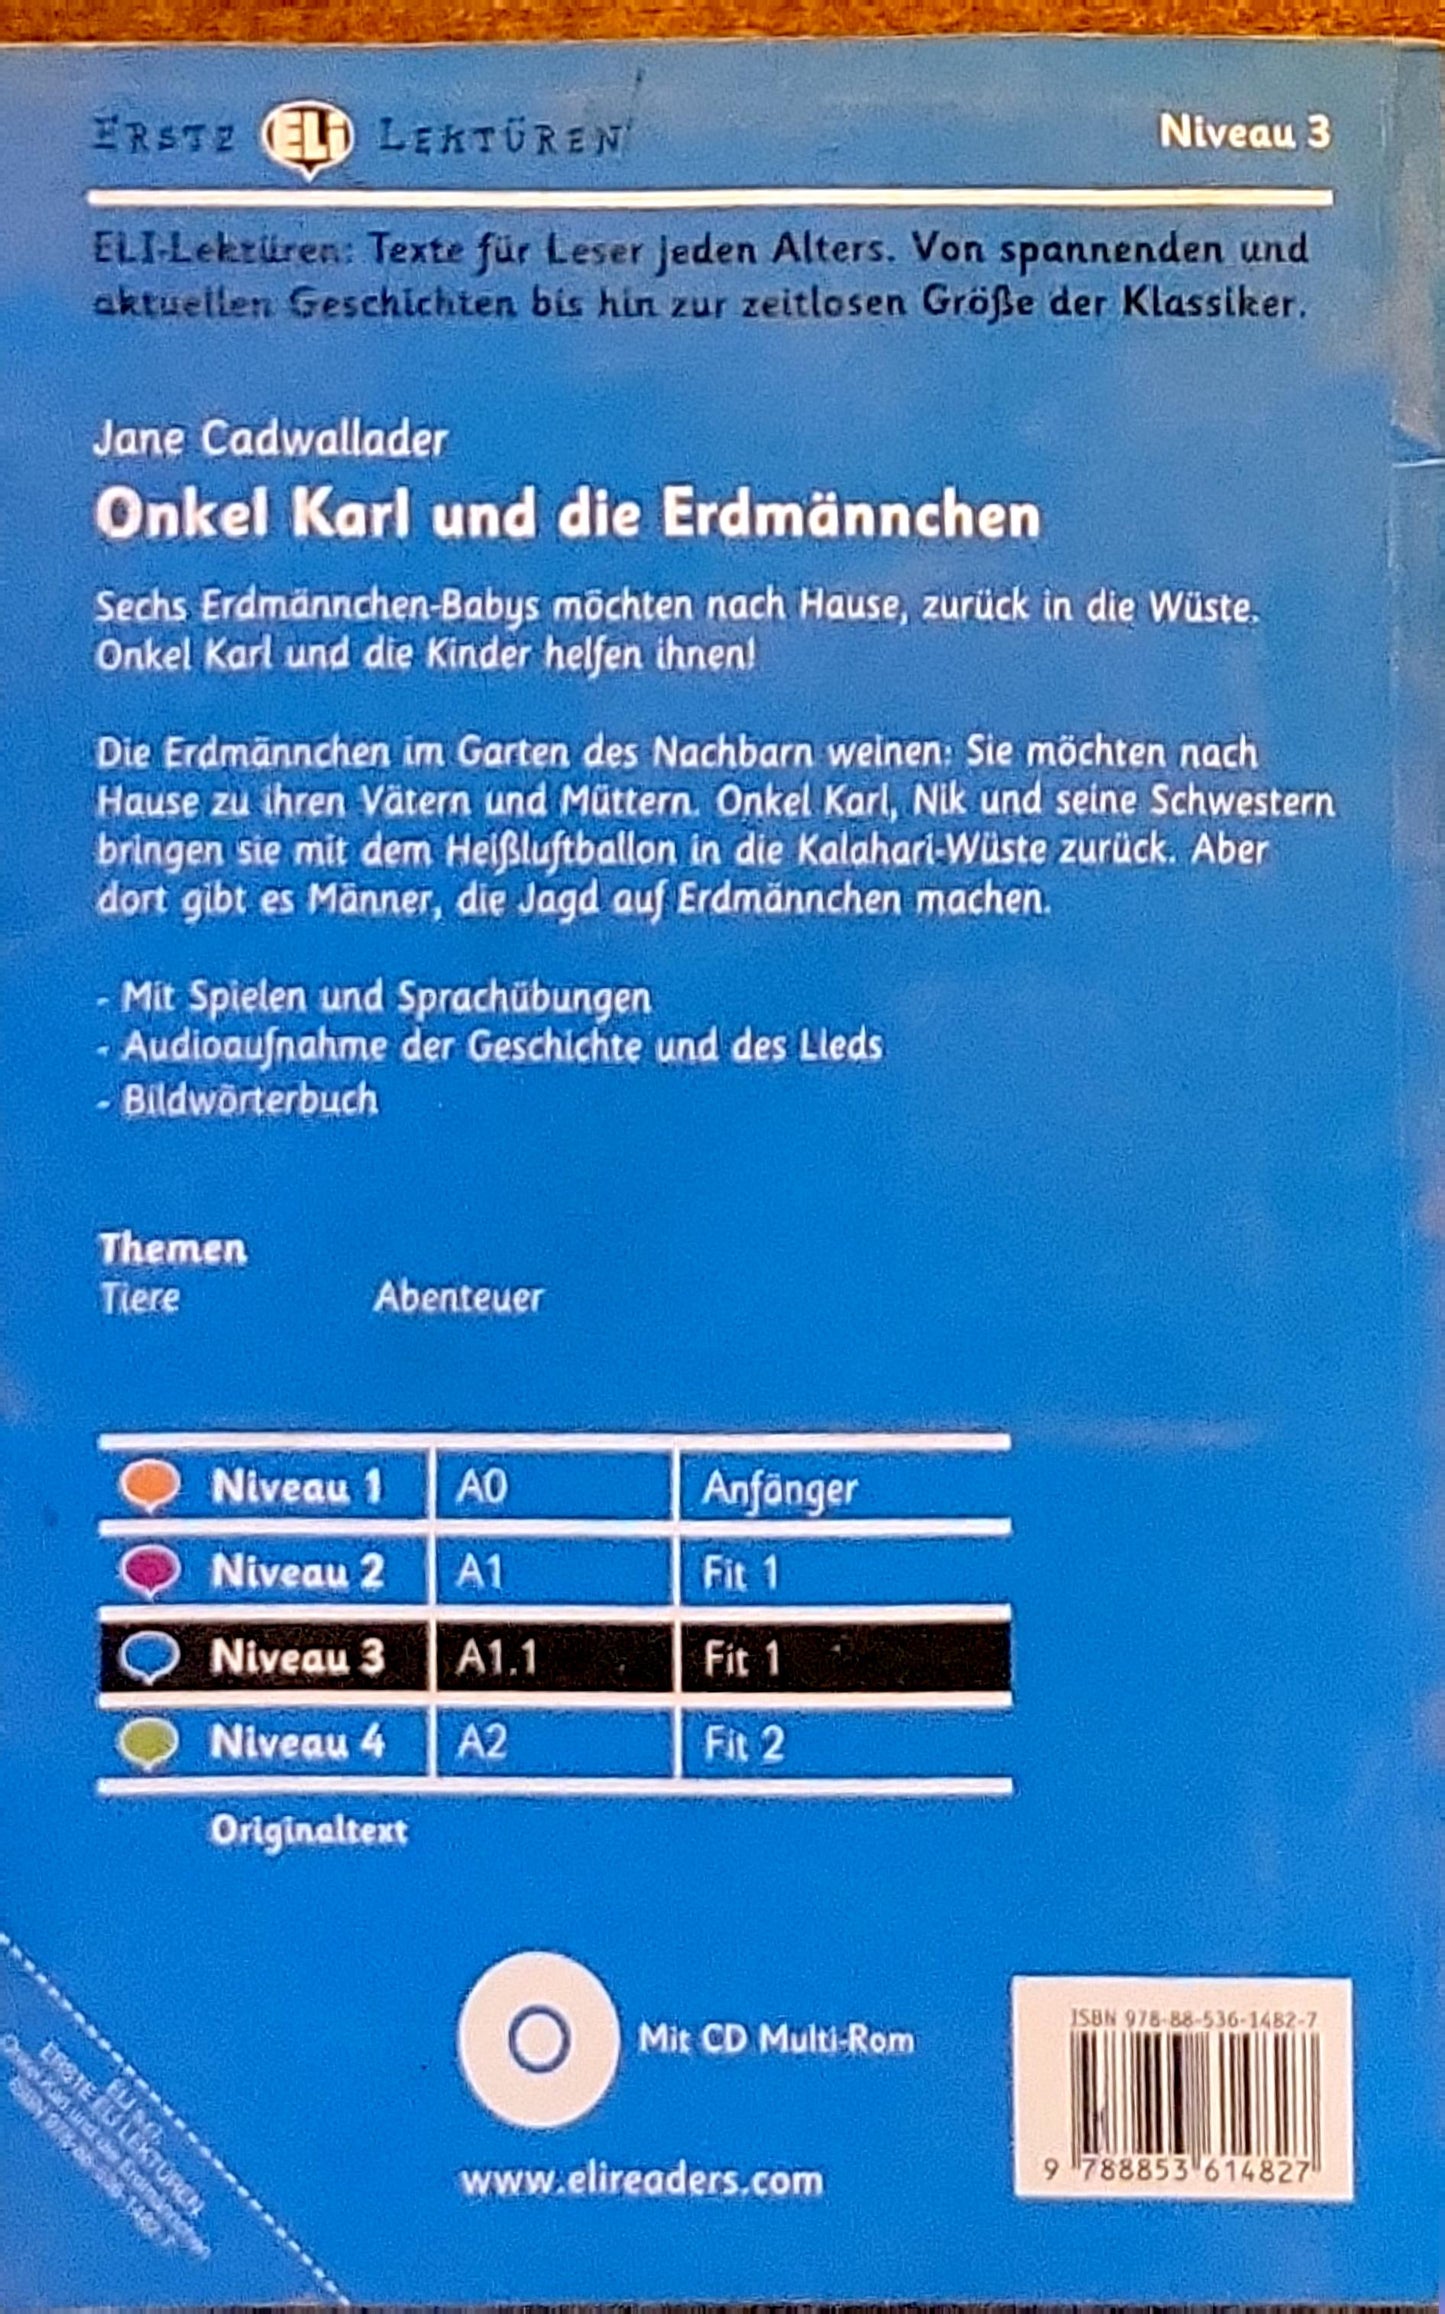 ERSTE ELi LEKTÜREN
Niveau 3
ELI-Lektüren: Texte für Leser jeden Alters. Von spannenden und
aktuellen Geschichten bis hin zur zeitlosen Größe der Klassiker.
Jane Cadwallader
Onkel Karl und die Erdmännchen
Sechs Erdmännchen-Babys möchten nach Hause, zurück in die Wüste.
Onkel Karl und die Kinder helfen ihnen!
Die Erdmännchen im Garten des Nachbarn weinen: Sie möchten nach
Hause zu ihren Vätern und Müttern. Onkel Karl, Nik und seine Schwestern
bringen sie mit dem Heißluftballon in die Kalahari-Wüste zurück. Aber
dort gibt es Männer, die Jagd auf Erdmännchen machen.
- Mit Spielen und Sprachübungen
- Audioaufnahme der Geschichte und des Lieds
- Bildwörterbuch
Themen
Tiere Abenteuer
Niveau 1 A0 Anfänger
Niveau 2 A1 Fit 1
Niveau 3 A1.1 Fit 1
Niveau 4 A2 Fit 2
Originaltext
Mit CD Multi-Rom
www.elireaders.com
ISBN 978-88-536-1482-7
9 788853 614827
ERSTE ELI LEKTÜREN
Onkel Karl und die Erdmännchen